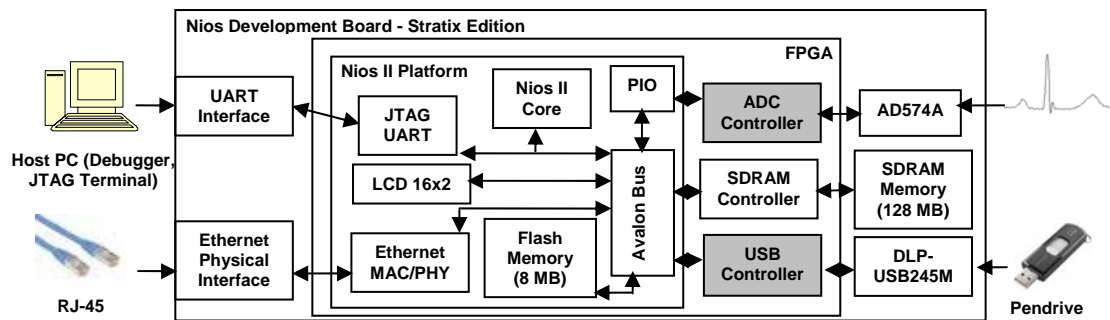 Nios Development Board - Stratix Edition
FPGA
Nios II Platform
UART
Interface
JTAG
UART
Nios II
Core
PIO
ADC
Controller
AD574A
Host PC (Debugger,
JTAG Terminal)
LCD 16x2
Avalon Bus
SDRAM
Controller
SDRAM
Memory
(128 MB)
Ethernet
Physical
Interface
Ethernet
MAC/PHY
Flash
Memory
(8 MB)
USB
Controller
DLP-
USB245M
RJ-45
Pendrive